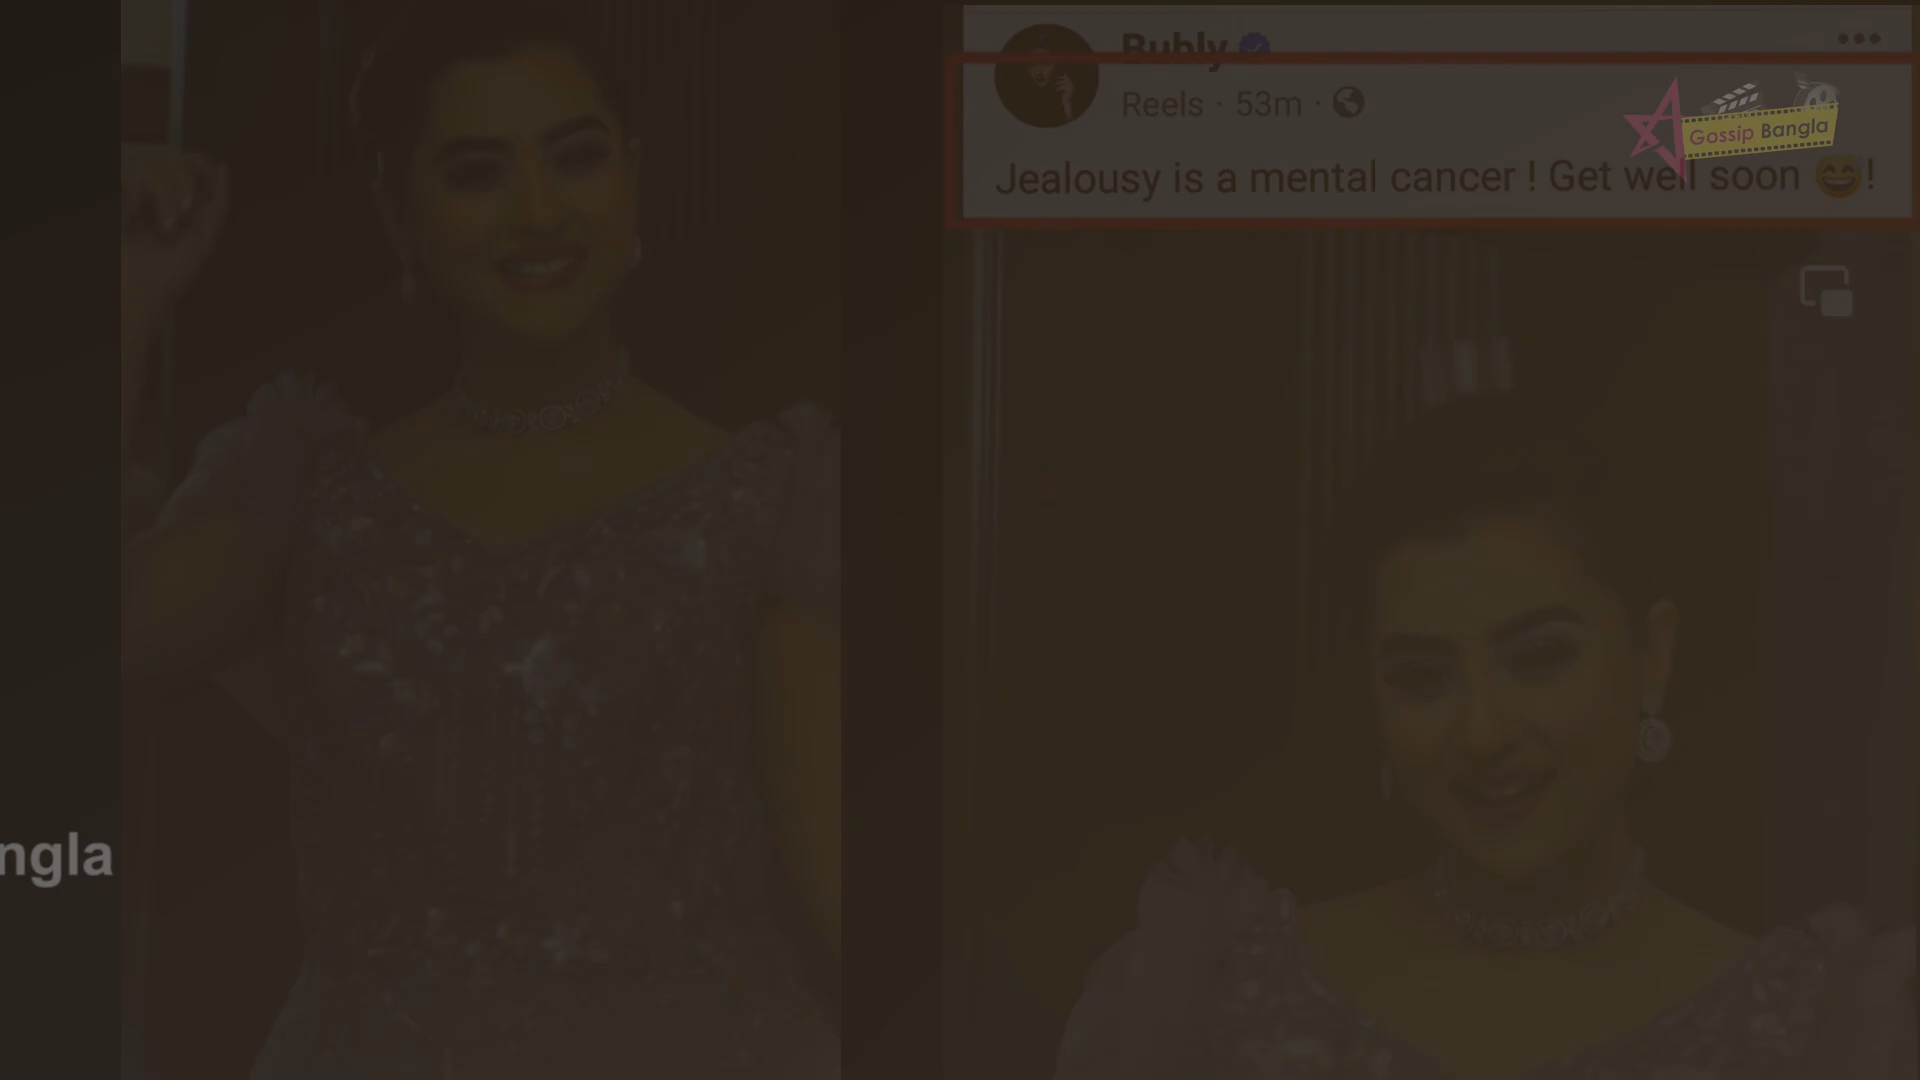 Bubly
Reels · 53m ·
Gossip Bangla
Jealousy is a mental cancer ! Get well soon 😄!
ngla